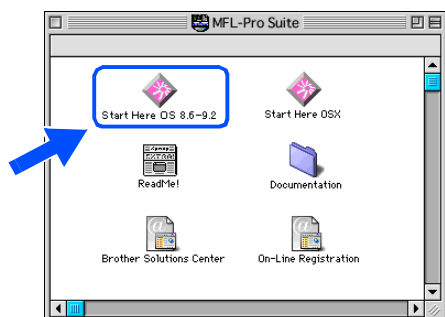 MFL-Pro Suite
Start Here OS 8.6-9.2
Start Here OSX
EXTRA!
ReadMe!
Documentation
Brother Solutions Center
On-Line Registration